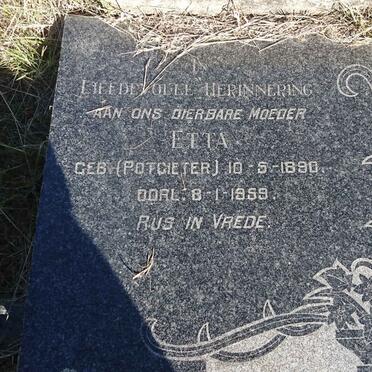 IN
LIEFDEVOLLE HERINNERING
AAN ONS DIERBARE MOEDER
ETTA
GEB. (POTGIETER) 10-5-1890.
OORL. 8-1-1959.
RUS IN VREDE.